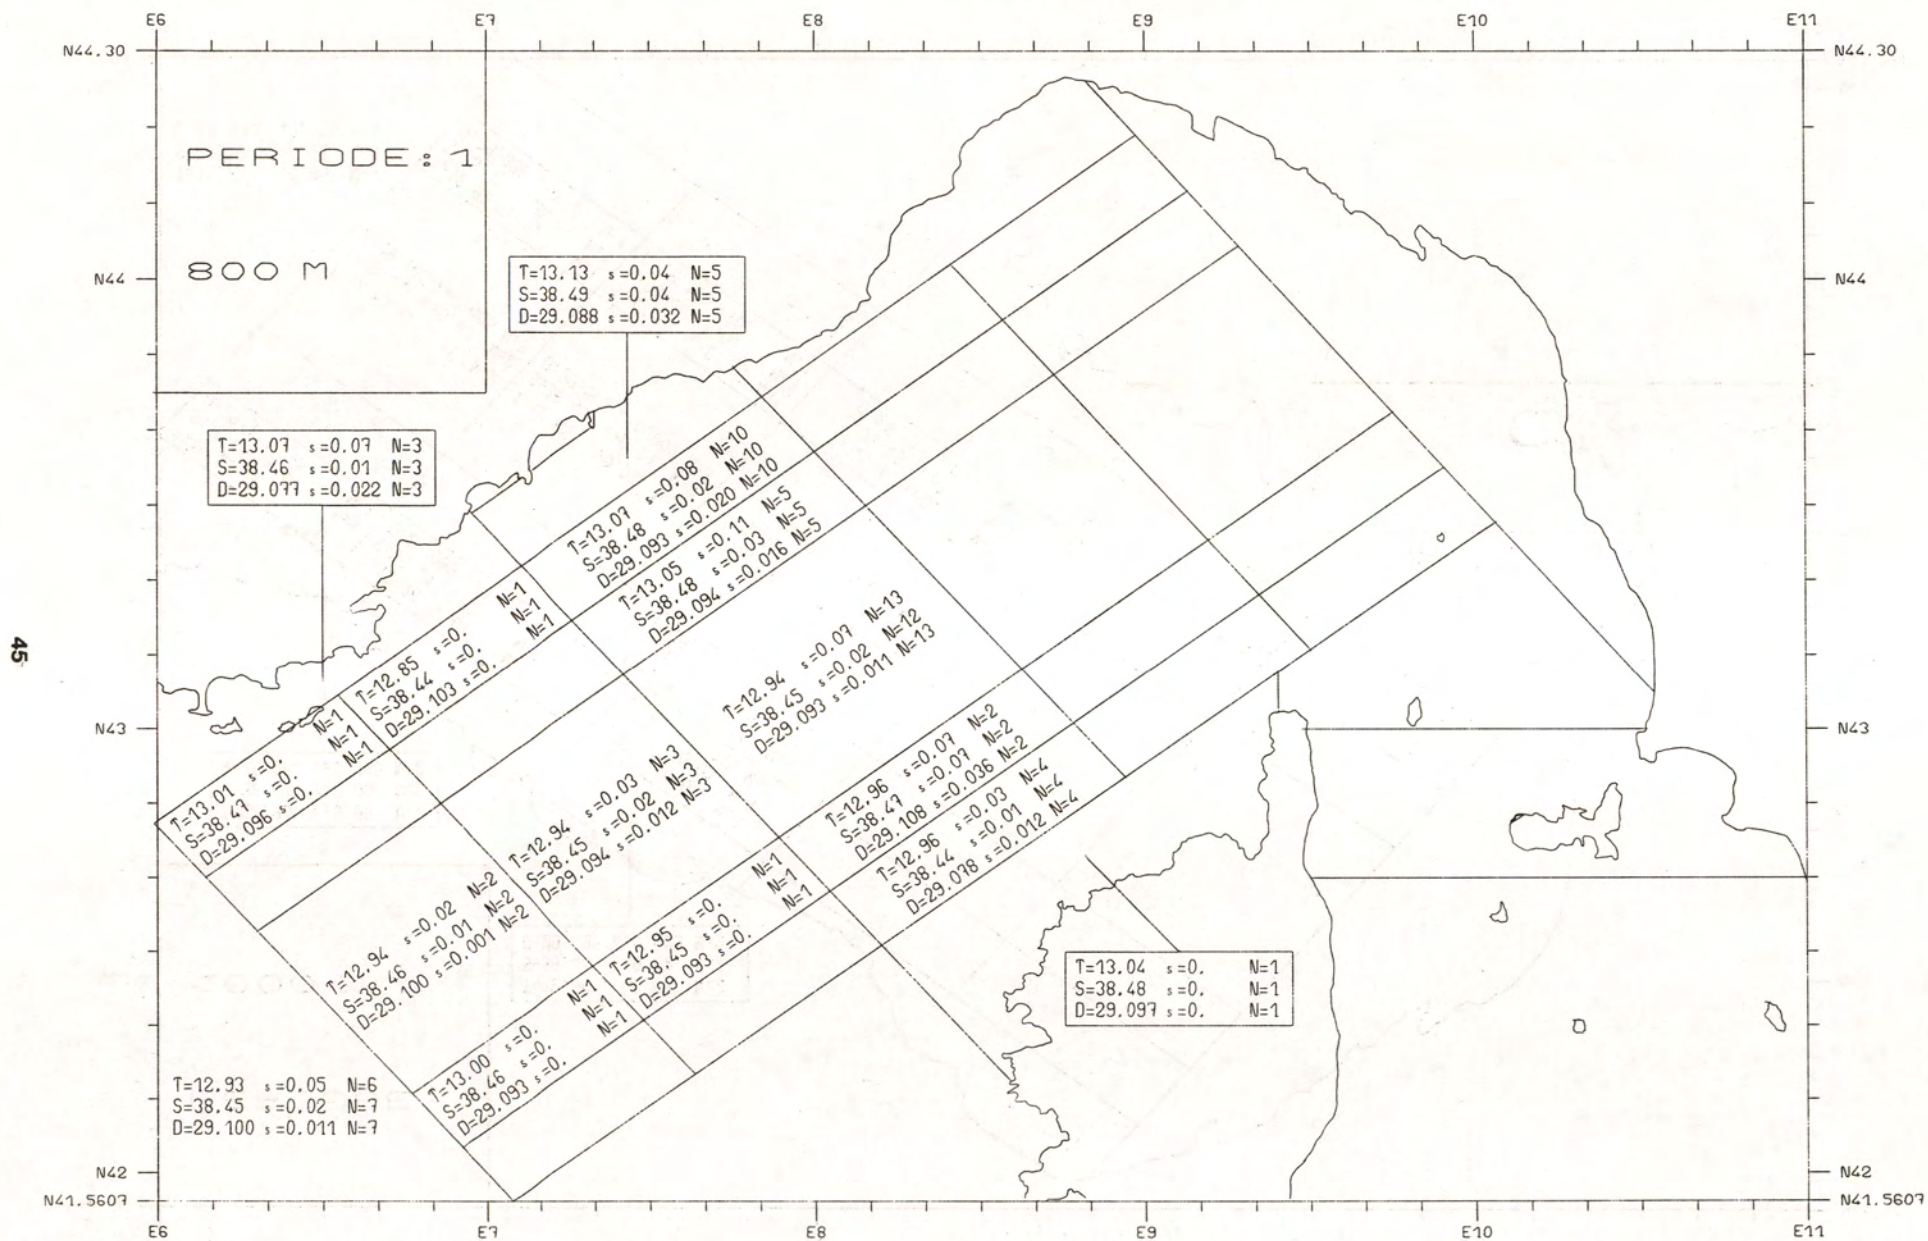 E6 E7 E8 E9 E10 E11
N44.30 N44.30
PERIODE: 1
800 M
N44 N44
T=13.13 s=0.04 N=5
S=38.49 s=0.04 N=5
D=29.088 s=0.032 N=5
T=13.07 s=0.07 N=3
S=38.46 s=0.01 N=3
D=29.077 s=0.022 N=3
T=13.07 s=0.08 N=10
S=38.48 s=0.02 N=10
D=29.093 s=0.020 N=10
T=13.05 s=0.11 N=5
S=38.48 s=0.03 N=5
D=29.094 s=0.016 N=5
T=12.85 s=0. N=1
S=38.44 s=0. N=1
D=29.103 s=0. N=1
T=12.94 s=0.07 N=13
S=38.45 s=0.02 N=12
D=29.093 s=0.011 N=13
45
N43 N43
T=13.01 s=0. N=1
S=38.47 s=0. N=1
D=29.096 s=0. N=1
T=12.94 s=0.03 N=3
S=38.45 s=0.02 N=3
D=29.094 s=0.012 N=3
T=12.96 s=0.07 N=2
S=38.47 s=0.07 N=2
D=29.108 s=0.036 N=2
T=12.96 s=0.03 N=4
S=38.44 s=0.01 N=4
D=29.078 s=0.012 N=4
T=12.94 s=0.02 N=2
S=38.46 s=0.01 N=2
D=29.100 s=0.001 N=2
T=12.95 s=0. N=1
S=38.45 s=0. N=1
D=29.093 s=0. N=1
T=13.04 s=0. N=1
S=38.48 s=0. N=1
D=29.097 s=0. N=1
T=13.00 s=0. N=1
S=38.46 s=0. N=1
D=29.093 s=0. N=1
T=12.93 s=0.05 N=6
S=38.45 s=0.02 N=7
D=29.100 s=0.011 N=7
N42 N42
N41.5607 N41.5607
E6 E7 E8 E9 E10 E11